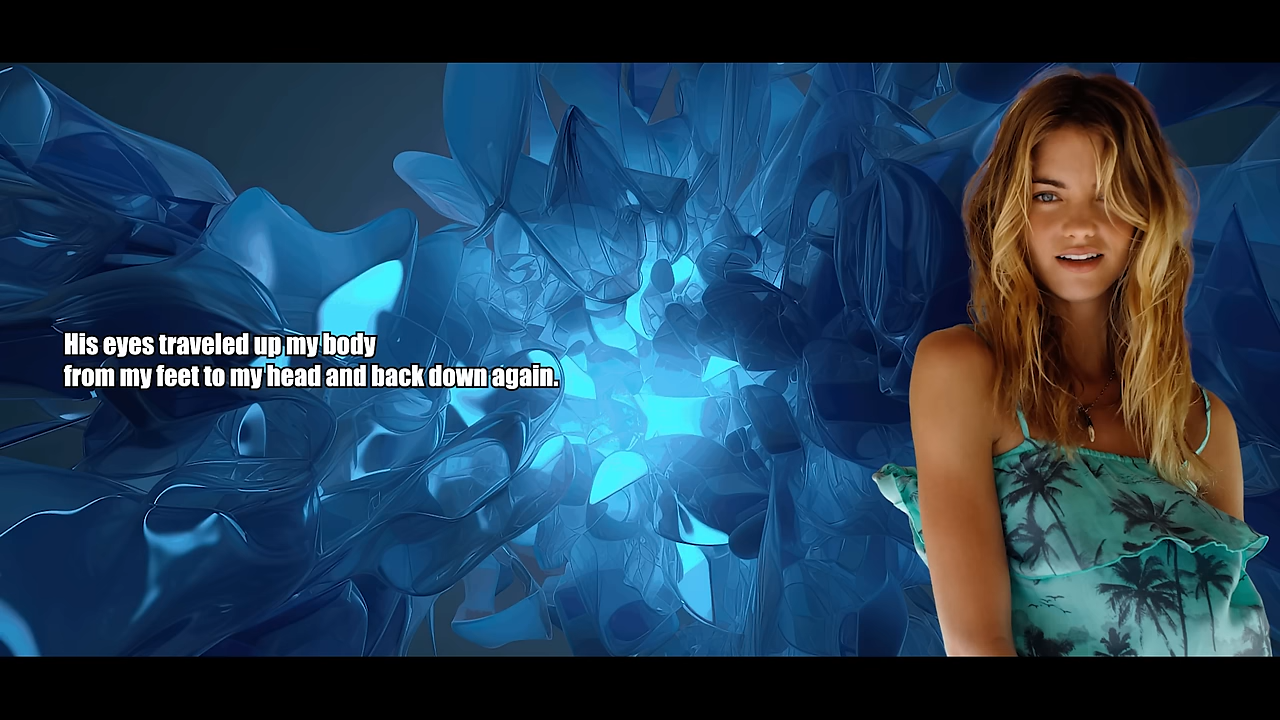 His eyes traveled up my body
from my feet to my head and back down again.